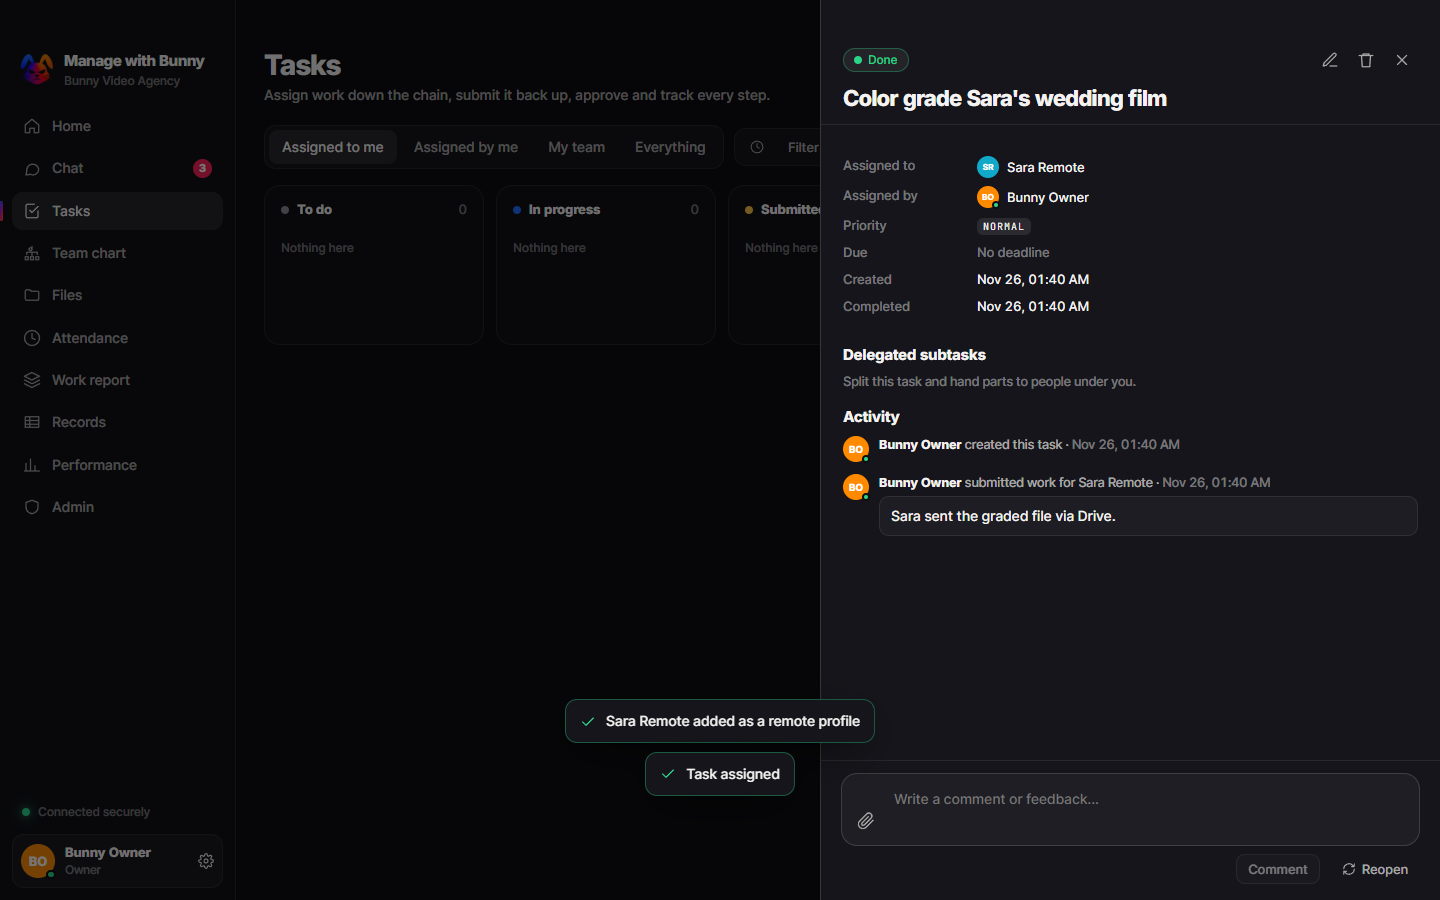 Manage with Bunny
Bunny Video Agency
Home
Chat
3
Tasks
Team chart
Files
Attendance
Work report
Records
Performance
Admin
Connected securely
BO
Bunny Owner
Owner
Tasks
Assign work down the chain, submit it back up, approve and track every step.
Assigned to me
Assigned by me
My team
Everything
Filter
To do
0
Nothing here
In progress
0
Nothing here
Submitte
Nothing here
Sara Remote added as a remote profile
Task assigned
Done
Color grade Sara's wedding film
Assigned to
SR
Sara Remote
Assigned by
BO
Bunny Owner
Priority
NORMAL
Due
No deadline
Created
Nov 26, 01:40 AM
Completed
Nov 26, 01:40 AM
Delegated subtasks
Split this task and hand parts to people under you.
Activity
BO
Bunny Owner created this task · Nov 26, 01:40 AM
BO
Bunny Owner submitted work for Sara Remote · Nov 26, 01:40 AM
Sara sent the graded file via Drive.
Write a comment or feedback...
Comment
Reopen